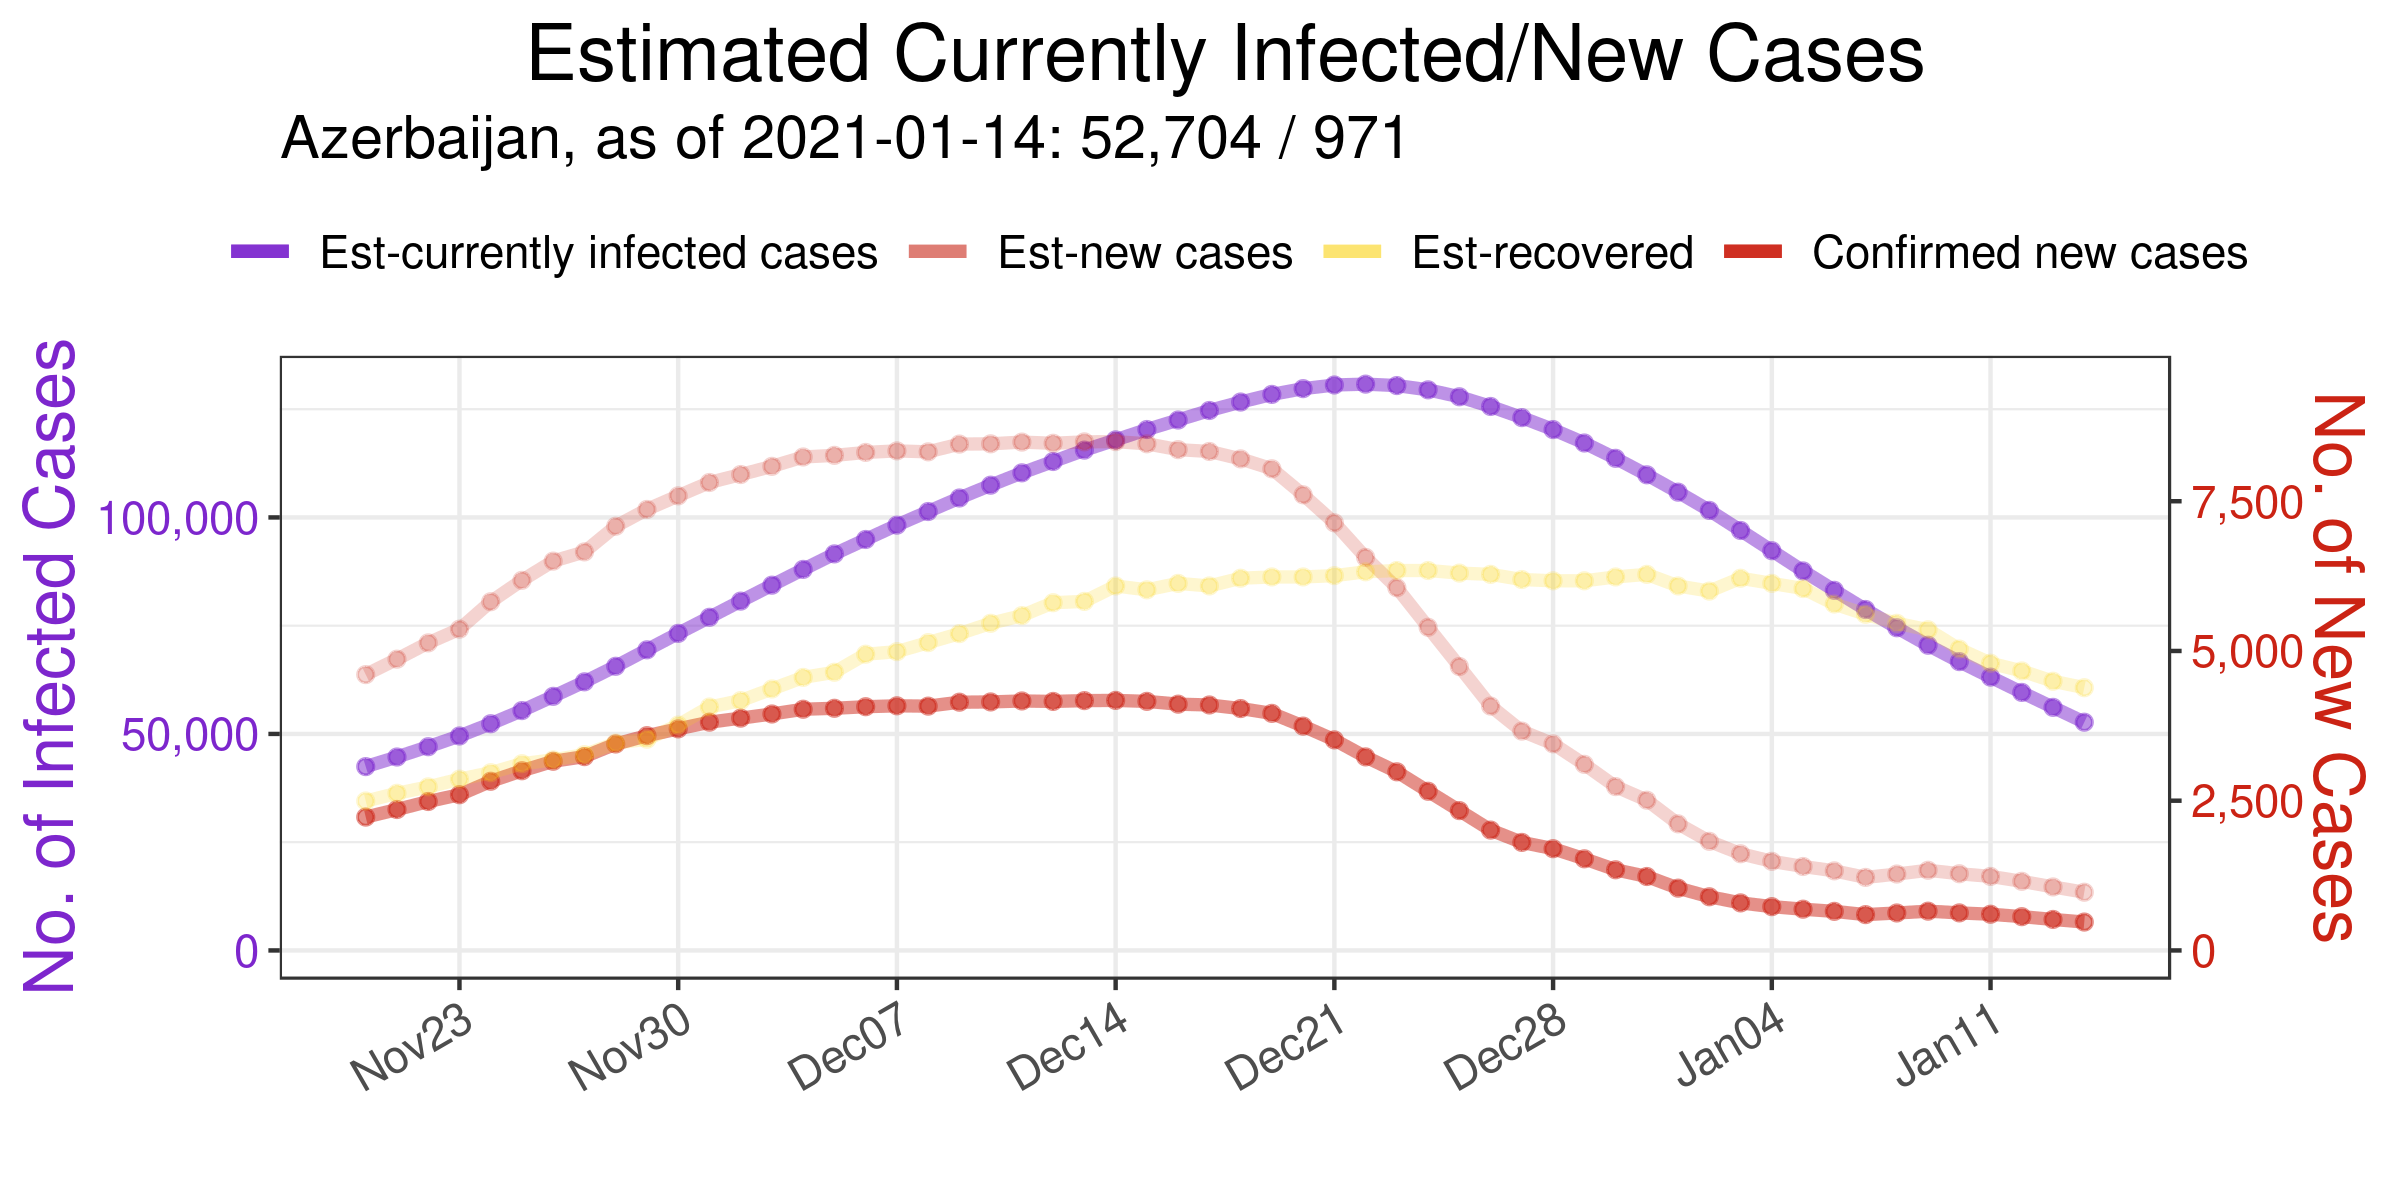 Estimated Currently Infected/New Cases
Azerbaijan, as of 2021-01-14: 52,704 / 971
Est-currently infected cases Est-new cases Est-recovered Confirmed new cases
No. of Infected Cases
100,000
50,000
0
7,500
5,000
2,500
0
No. of New Cases
Nov23 Nov30 Dec07 Dec14 Dec21 Dec28 Jan04 Jan11